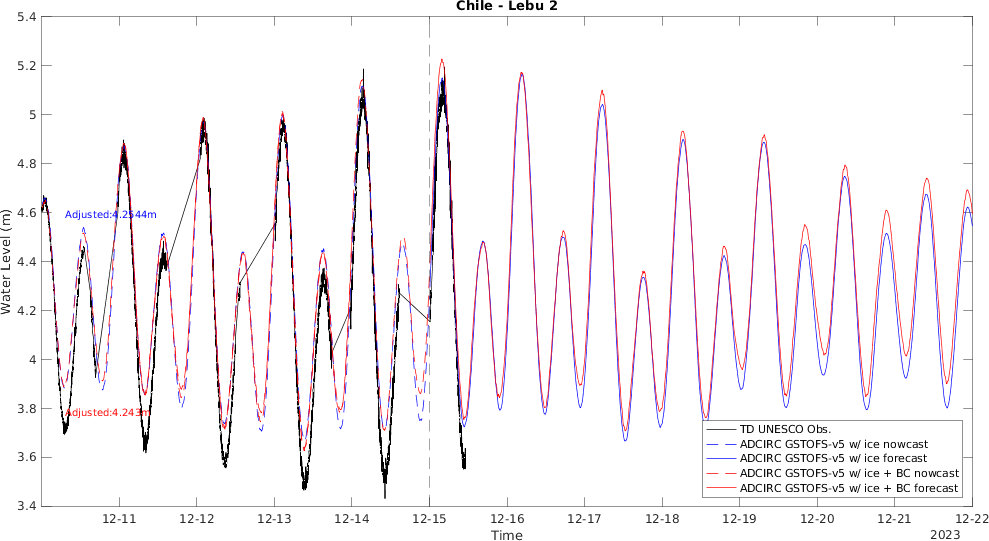 Chile - Lebu 2
5.4
5.2
5
4.8
4.6
4.4
4.2
4
3.8
3.6
3.4
Water Level (m)
Adjusted:4.2544m
Adjusted:4.243m
TD UNESCO Obs.
ADCIRC GSTOFS-v5 w/ ice nowcast
ADCIRC GSTOFS-v5 w/ ice forecast
ADCIRC GSTOFS-v5 w/ ice + BC nowcast
ADCIRC GSTOFS-v5 w/ ice + BC forecast
12-11 12-12 12-13 12-14 12-15 12-16 12-17 12-18 12-19 12-20 12-21 12-22
Time
2023